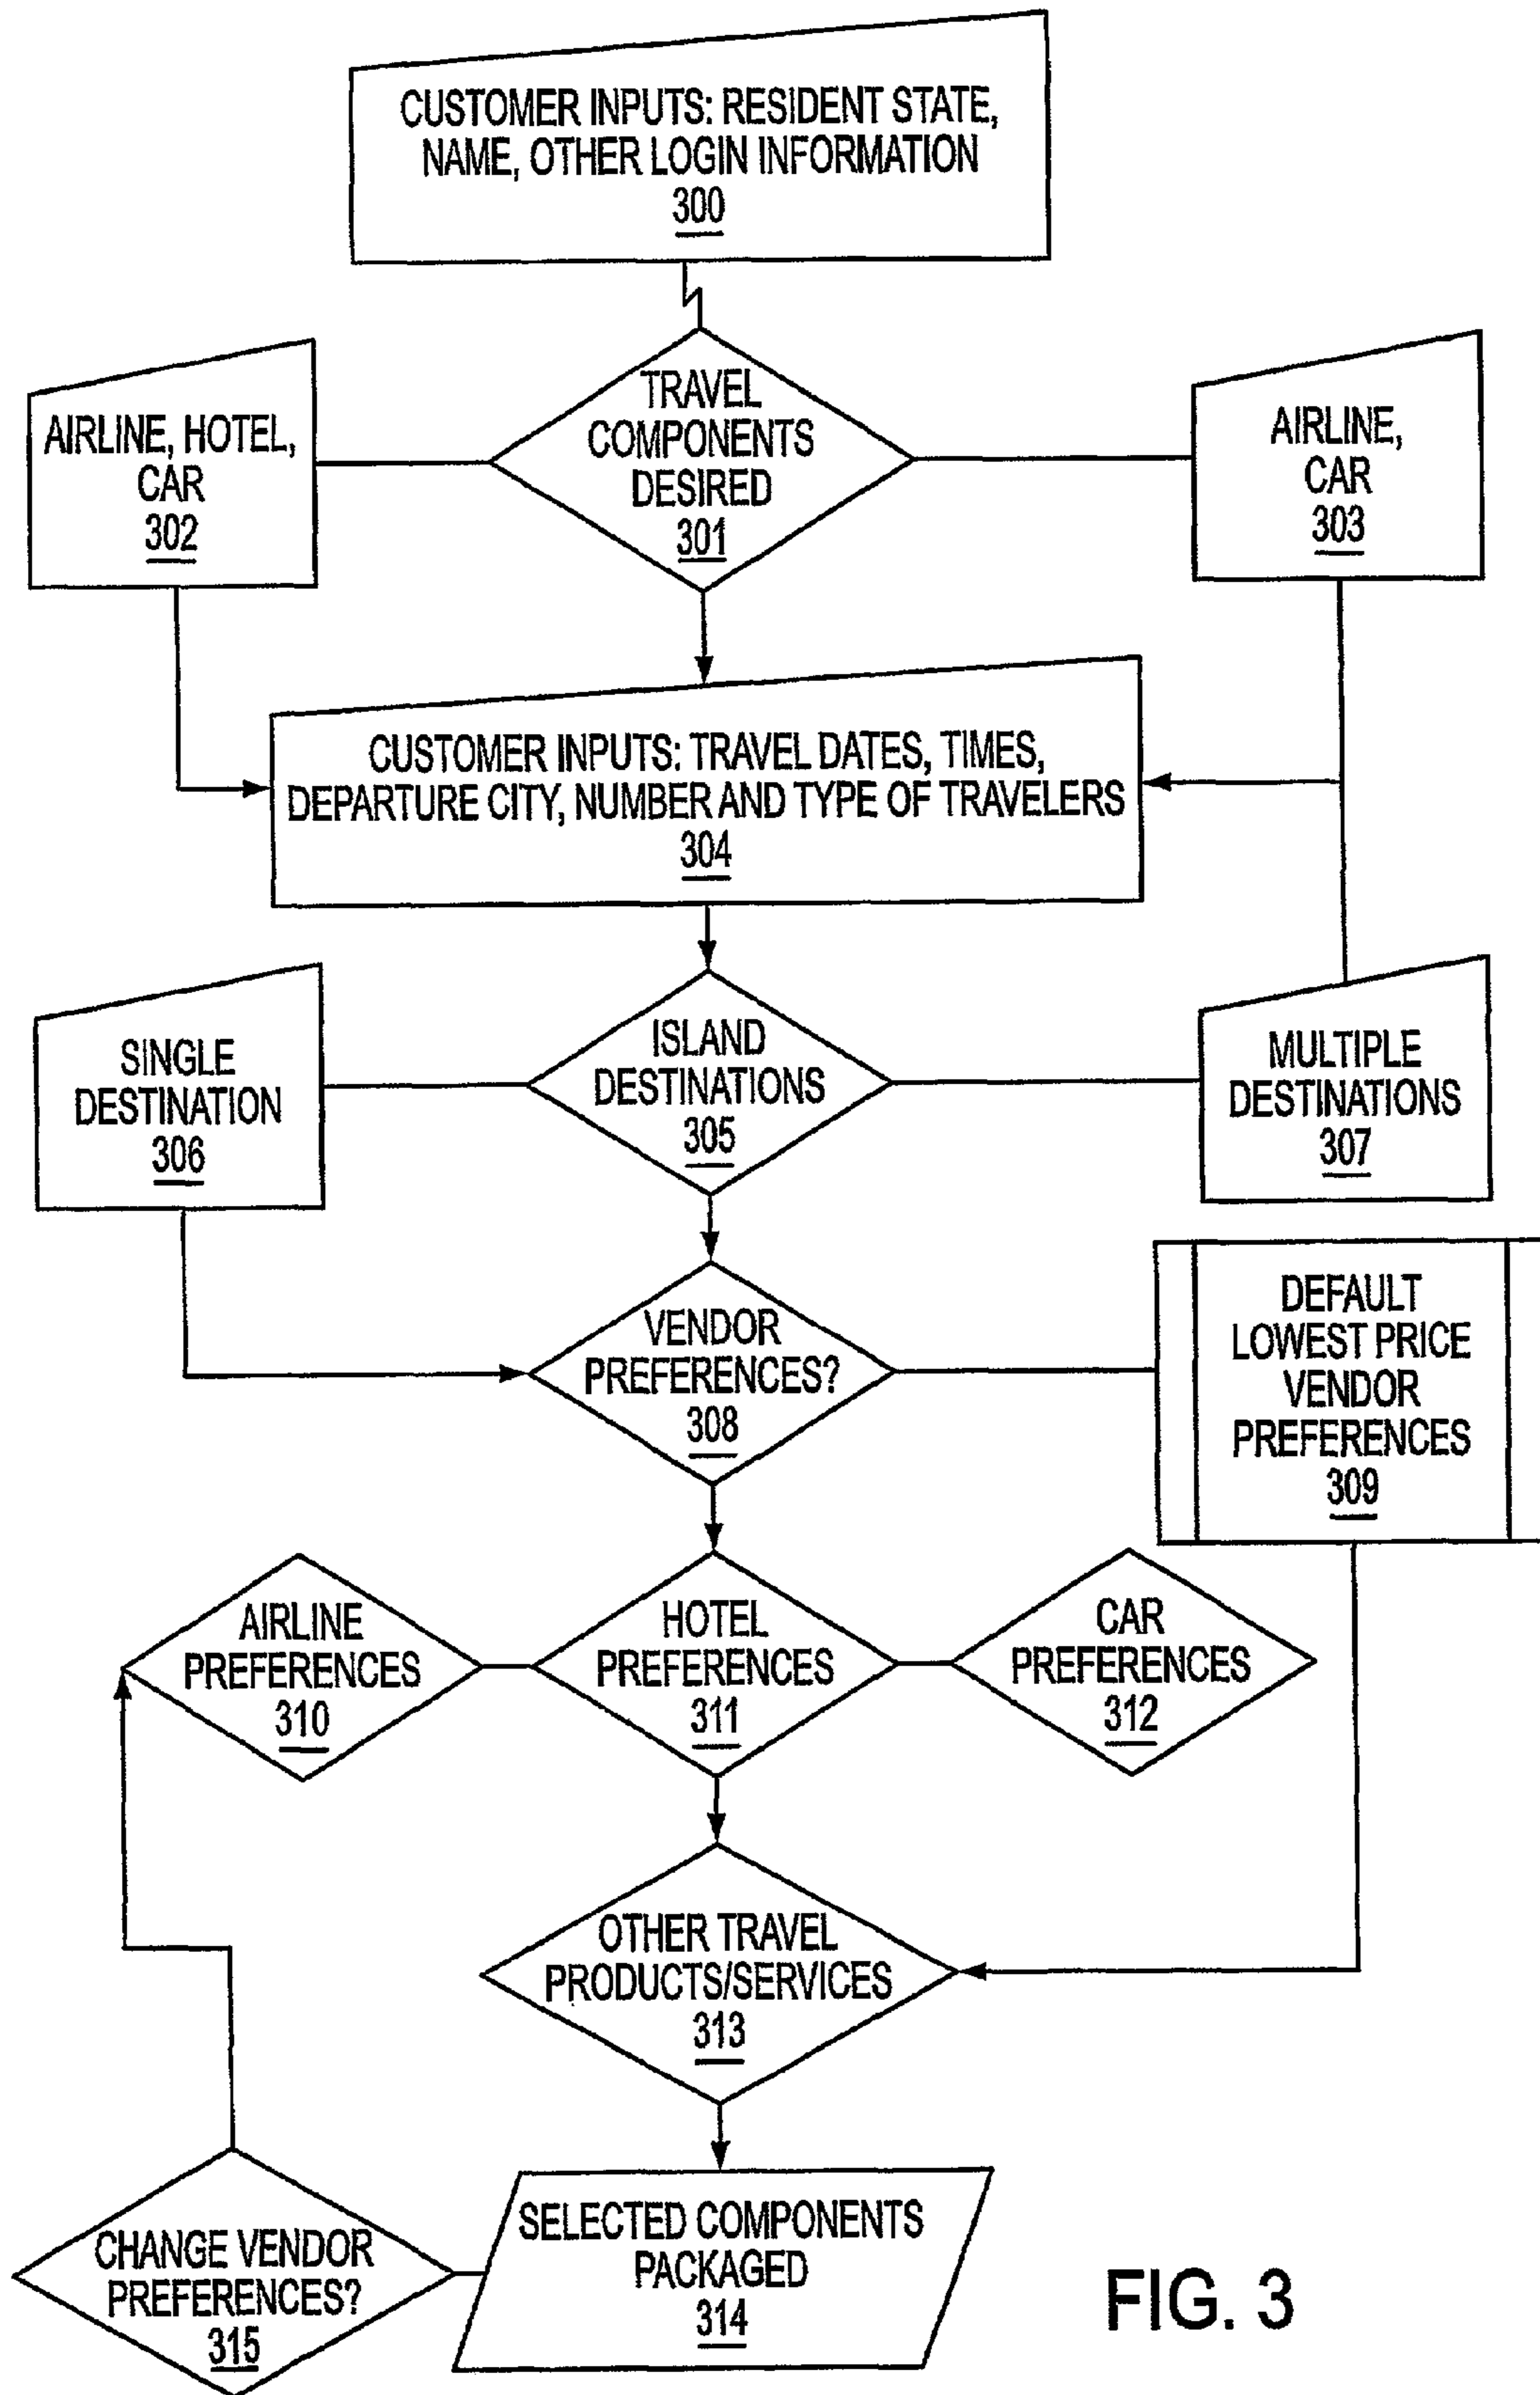 CUSTOMER INPUTS: RESIDENT STATE,
NAME, OTHER LOGIN INFORMATION
300
TRAVEL
COMPONENTS
DESIRED
301
AIRLINE, HOTEL,
CAR
302
AIRLINE,
CAR
303
CUSTOMER INPUTS: TRAVEL DATES, TIMES,
DEPARTURE CITY, NUMBER AND TYPE OF TRAVELERS
304
ISLAND
DESTINATIONS
305
SINGLE
DESTINATION
306
MULTIPLE
DESTINATIONS
307
VENDOR
PREFERENCES?
308
DEFAULT
LOWEST PRICE
VENDOR
PREFERENCES
309
AIRLINE
PREFERENCES
310
HOTEL
PREFERENCES
311
CAR
PREFERENCES
312
OTHER TRAVEL
PRODUCTS/SERVICES
313
SELECTED COMPONENTS
PACKAGED
314
CHANGE VENDOR
PREFERENCES?
315
FIG. 3